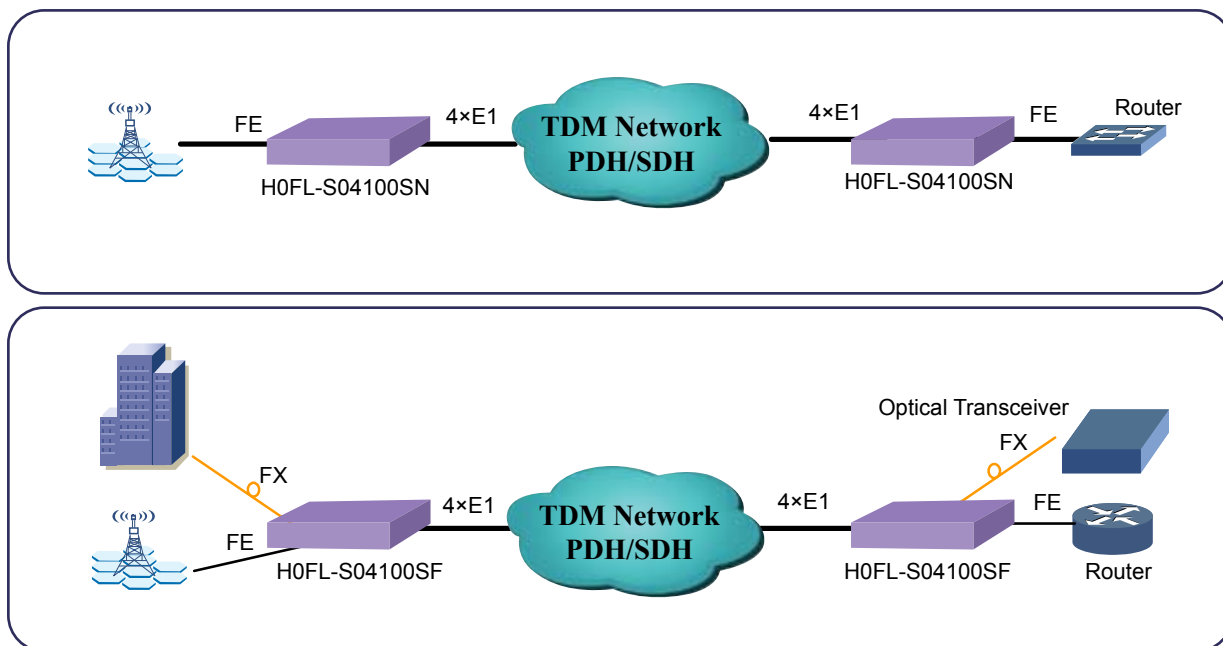 FE
4×E1
TDM Network
PDH/SDH
4×E1
FE
Router
H0FL-S04100SN
H0FL-S04100SN
Optical Transceiver
FX
FX
FE
4×E1
TDM Network
PDH/SDH
4×E1
FE
H0FL-S04100SF
H0FL-S04100SF
Router